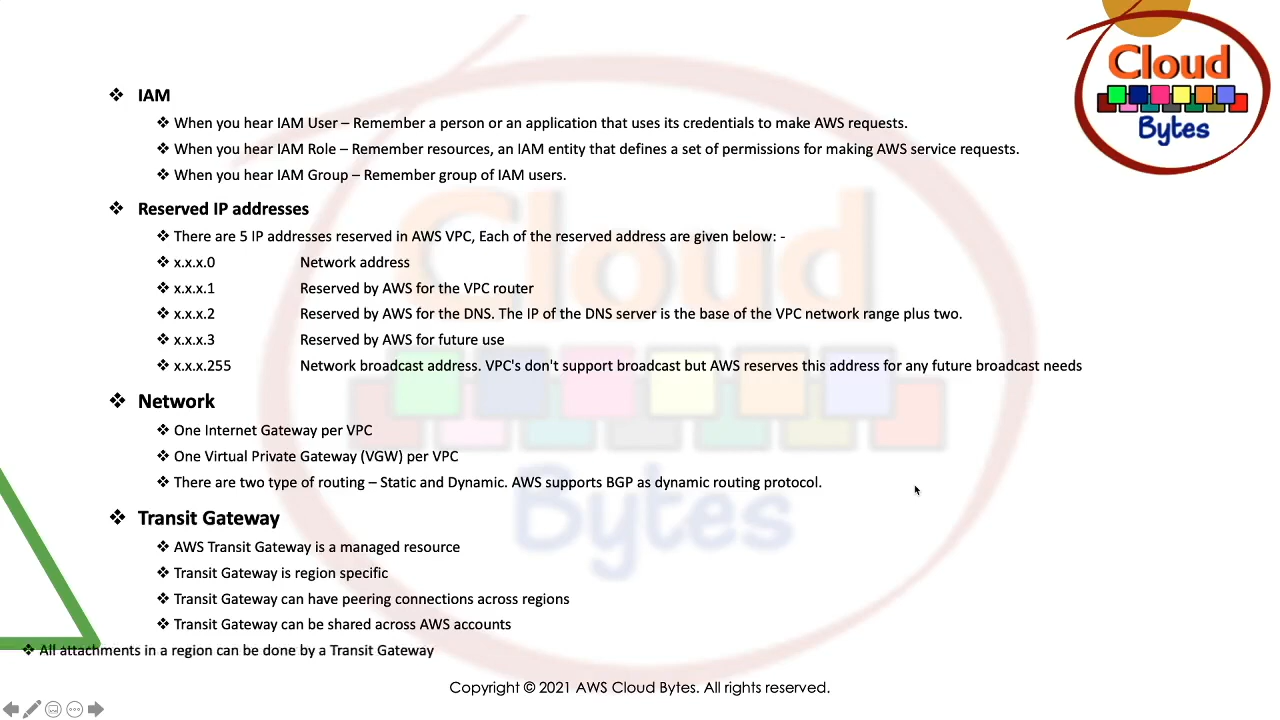 Cloud
Bytes
❖ IAM
❖ When you hear IAM User – Remember a person or an application that uses its credentials to make AWS requests.
❖ When you hear IAM Role – Remember resources, an IAM entity that defines a set of permissions for making AWS service requests.
❖ When you hear IAM Group – Remember group of IAM users.
❖ Reserved IP addresses
❖ There are 5 IP addresses reserved in AWS VPC, Each of the reserved address are given below: -
❖ x.x.x.0 Network address
❖ x.x.x.1 Reserved by AWS for the VPC router
❖ x.x.x.2 Reserved by AWS for the DNS. The IP of the DNS server is the base of the VPC network range plus two.
❖ x.x.x.3 Reserved by AWS for future use
❖ x.x.x.255 Network broadcast address. VPC's don't support broadcast but AWS reserves this address for any future broadcast needs
❖ Network
❖ One Internet Gateway per VPC
❖ One Virtual Private Gateway (VGW) per VPC
❖ There are two type of routing – Static and Dynamic. AWS supports BGP as dynamic routing protocol.
❖ Transit Gateway
❖ AWS Transit Gateway is a managed resource
❖ Transit Gateway is region specific
❖ Transit Gateway can have peering connections across regions
❖ Transit Gateway can be shared across AWS accounts
❖ All attachments in a region can be done by a Transit Gateway
Cloud
Bytes
Copyright © 2021 AWS Cloud Bytes. All rights reserved.